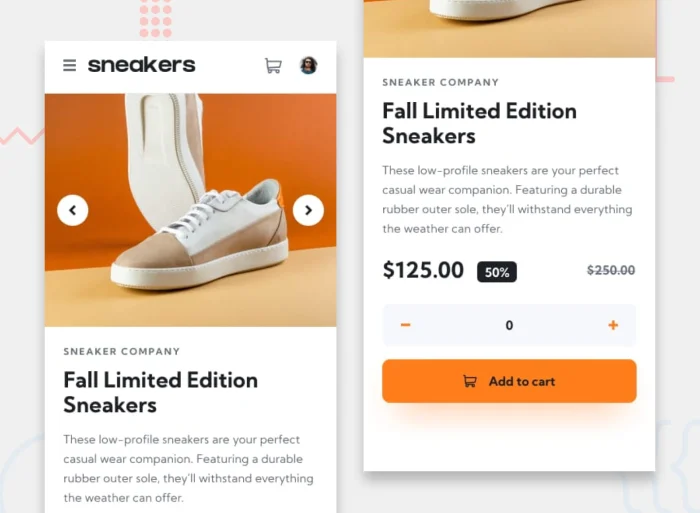 sneakers
SNEAKER COMPANY
Fall Limited Edition
Sneakers
These low-profile sneakers are your perfect
casual wear companion. Featuring a durable
rubber outer sole, they'll withstand everything
the weather can offer.
SNEAKER COMPANY
Fall Limited Edition
Sneakers
These low-profile sneakers are your perfect
casual wear companion. Featuring a durable
rubber outer sole, they'll withstand everything
the weather can offer.
$125.00 50% $250.00
0
Add to cart